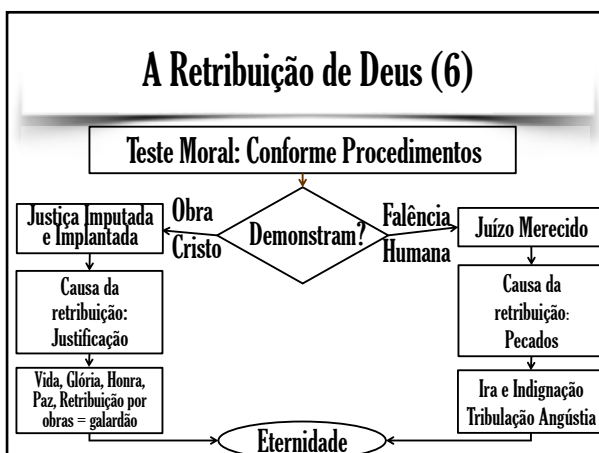 A Retribuição de Deus (6)
Teste Moral: Conforme Procedimentos
Justiça Imputada
e Implantada
Obra
Cristo
Demonstram?
Falência
Humana
Juízo Merecido
Causa da
retribuição:
Justificação
Causa da
retribuição:
Pecados
Vida, Glória, Honra,
Paz, Retribuição por
obras = galardão
Ira e Indignação
Tribulação Angústia
Eternidade